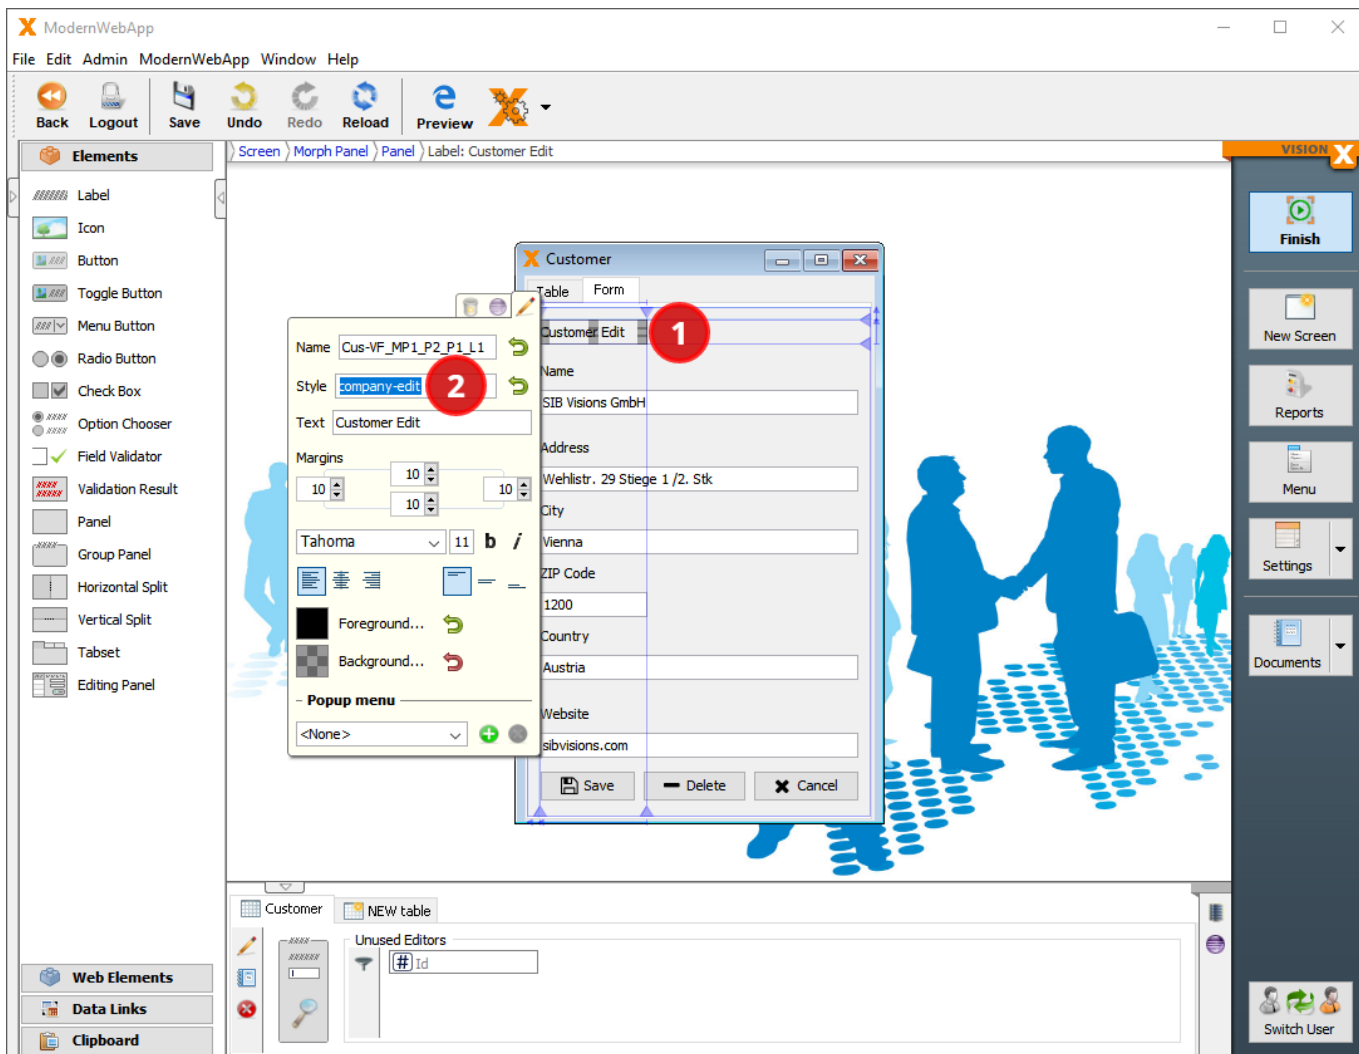 ModernWebApp
File Edit Admin ModernWebApp Window Help
Back Logout Save Undo Redo Reload Preview
Elements
Screen Morph Panel Panel Label: Customer Edit
VISION X
Label
Icon
Button
Toggle Button
Menu Button
Radio Button
Check Box
Option Chooser
Field Validator
Validation Result
Panel
Group Panel
Horizontal Split
Vertical Split
Tabset
Editing Panel
Web Elements
Data Links
Clipboard
Name Cus-VF_MP1_P2_P1_L1
Style company-edit 2
Text Customer Edit
Margins
10
10 10
10
Tahoma 11 b i
Foreground...
Background...
Popup menu
<None>
Customer
Table Form
Customer Edit 1
Name
SIB Visions GmbH
Address
Wehlistr. 29 Stiege 1 /2. Stk
City
Vienna
ZIP Code
1200
Country
Austria
Website
sibvisions.com
Save Delete Cancel
Finish
New Screen
Reports
Menu
Settings
Documents
Switch User
Customer NEW table
Unused Editors
# Id